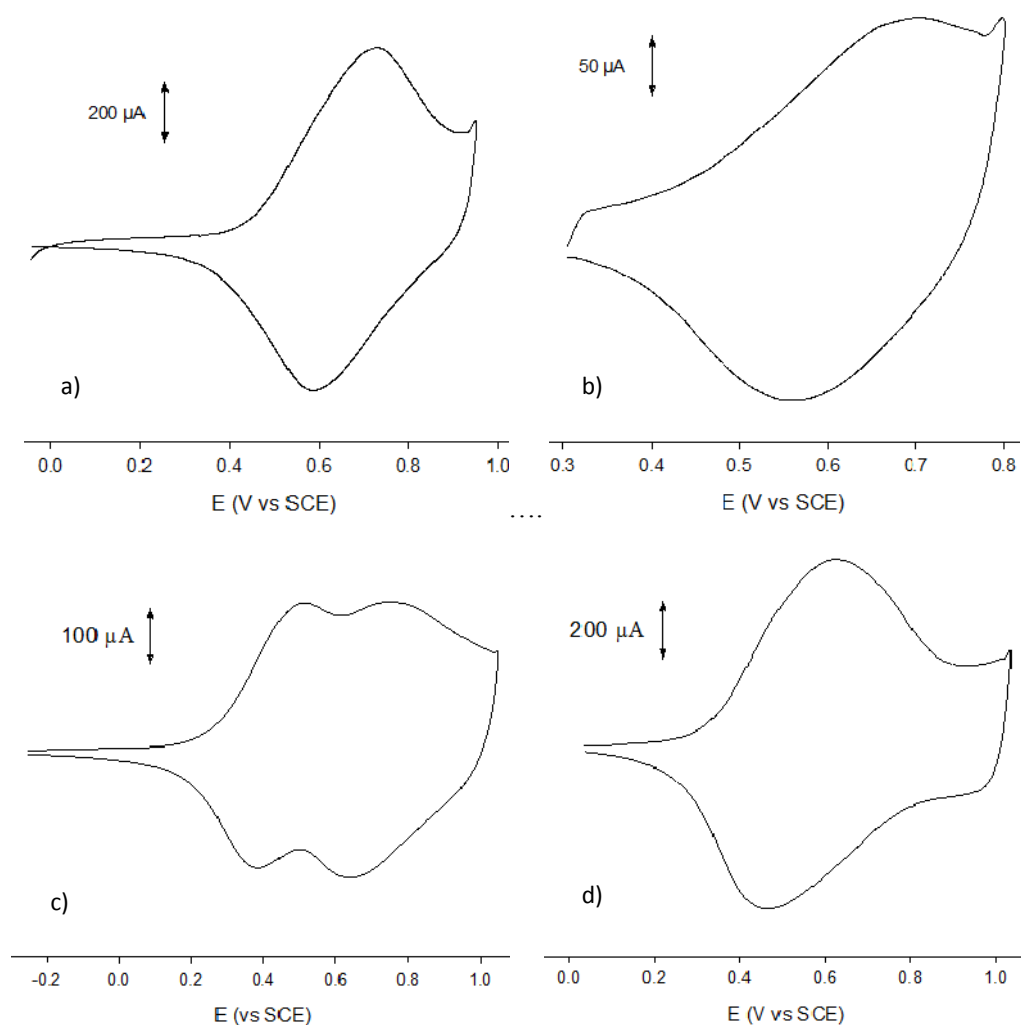 200 µA
a)
0.0 0.2 0.4 0.6 0.8 1.0
E (V vs SCE)
50 µA
b)
0.3 0.4 0.5 0.6 0.7 0.8
E (V vs SCE)
....
100 µA
c)
-0.2 0.0 0.2 0.4 0.6 0.8 1.0
E (vs SCE)
200 µA
d)
0.0 0.2 0.4 0.6 0.8 1.0
E (V vs SCE)